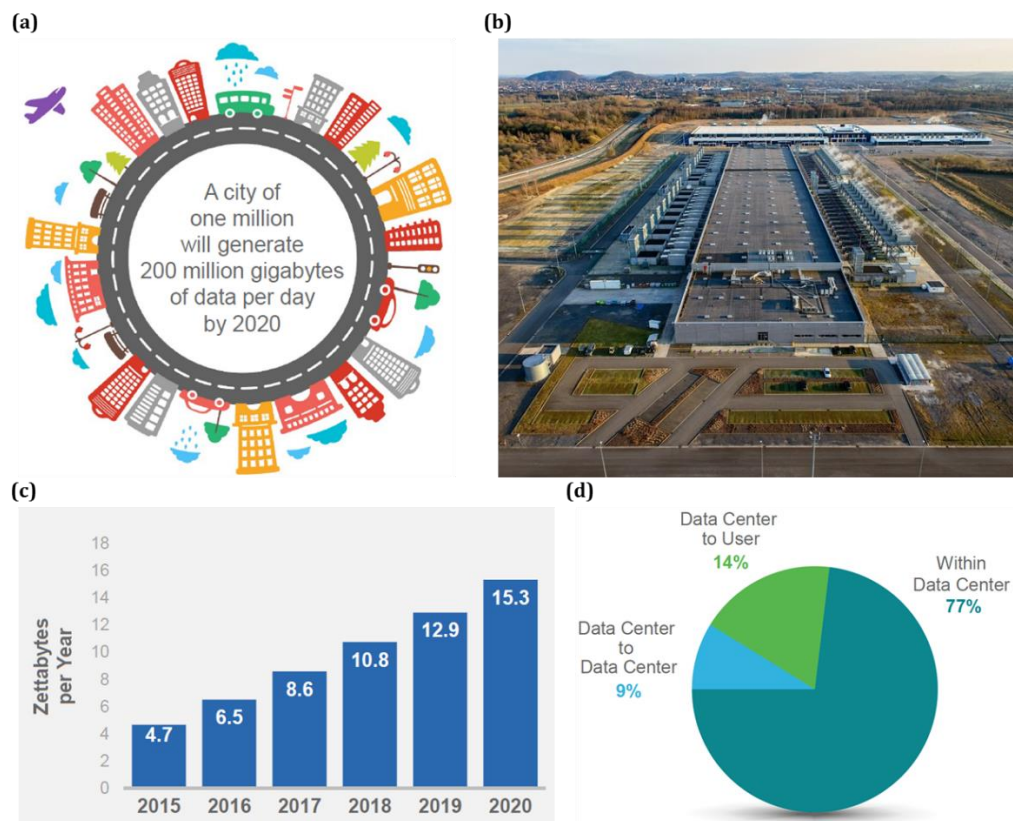 (a)
A city of
one million
will generate
200 million gigabytes
of data per day
by 2020
(b)
(c)
Zettabytes
per Year
18
16
14
12
10
8
6
4
2
0
4.7
6.5
8.6
10.8
12.9
15.3
2015
2016
2017
2018
2019
2020
(d)
Data Center
to User
14%
Within
Data Center
77%
Data Center
to
Data Center
9%